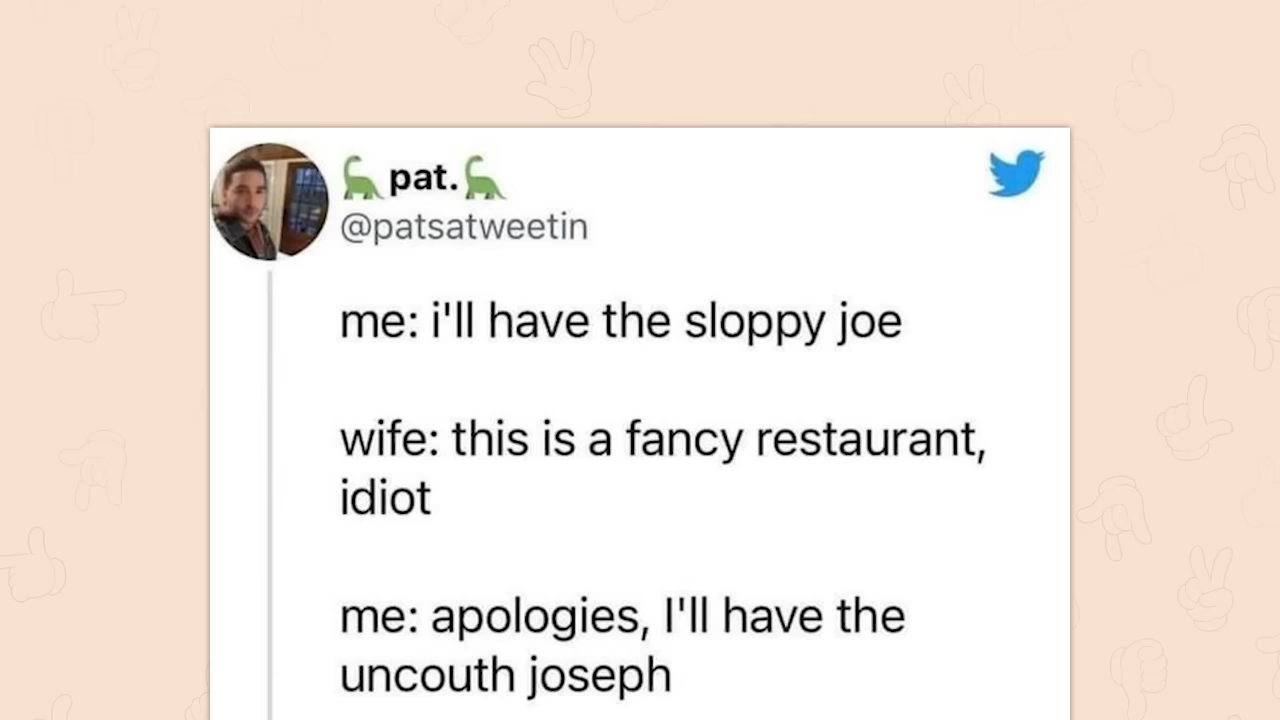 🦕pat.🦕
@patsatweetin
me: i'll have the sloppy joe
wife: this is a fancy restaurant,
idiot
me: apologies, I'll have the
uncouth joseph